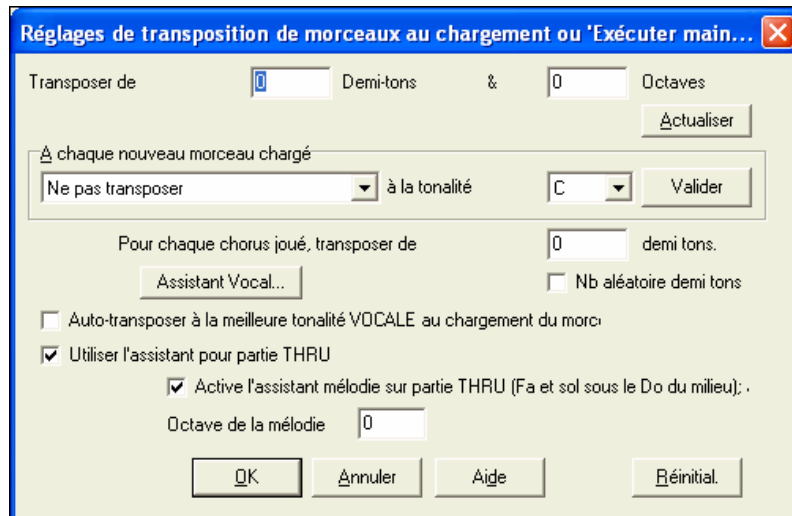 Réglages de transposition de morceaux au chargement ou 'Exécuter main...
Transposer de 0 Demi-tons & 0 Octaves
Actualiser
A chaque nouveau morceau chargé
Ne pas transposer à la tonalité C Valider
Pour chaque chorus joué, transposer de 0 demi tons.
Assistant Vocal... Nb aléatoire demi tons
Auto-transposer à la meilleure tonalité VOCALE au chargement du morc
Utiliser l'assistant pour partie THRU
Active l'assistant mélodie sur partie THRU (Fa et sol sous le Do du milieu);
Octave de la mélodie 0
OK Annuler Aide Réinitial.